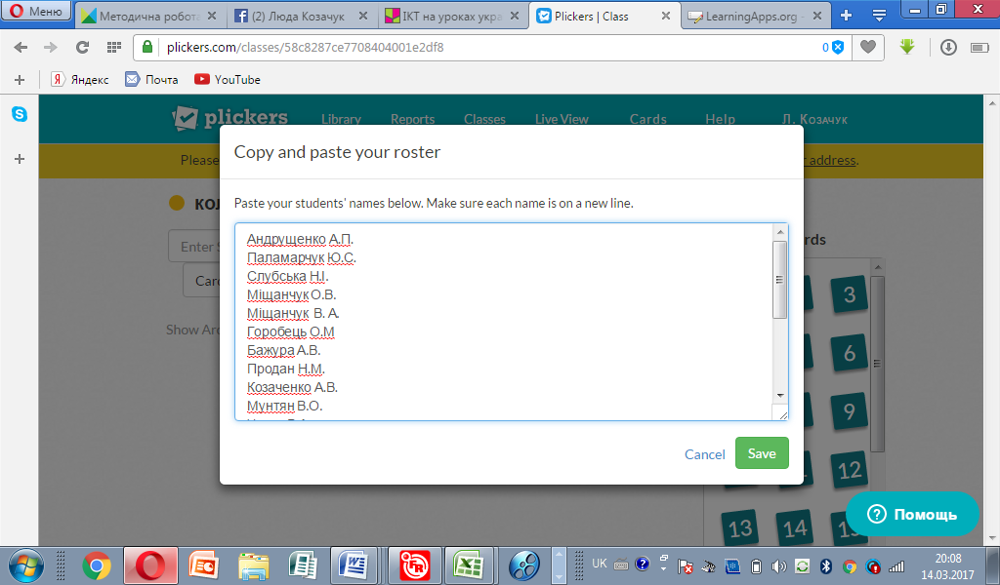 Меню
Методична робота
(2) Люда Козачук
ІКТ на уроках укра
Plickers | Class
LearningApps.org -
plickers.com/classes/58c8287ce7708404001e2df8
0
Яндекс
Почта
YouTube
plickers
Library
Reports
Classes
Live View
Cards
Help
Л. Козачук
Please
r address.
Copy and paste your roster
КОЛ
Paste your students' names below. Make sure each name is on a new line.
Enter S
rds
Андрущенко А.П.
Паламарчук Ю.С.
Слубська Н.І.
Card
Міщанчук О.В.
3
Міщанчук В. А.
Show Arc
Горобець О.М
Бажура А.В.
6
Продан Н.М.
Козаченко А.В.
Мунтян В.О.
9
Cancel
Save
12
13
14
Помощь
UK
20:08
14.03.2017